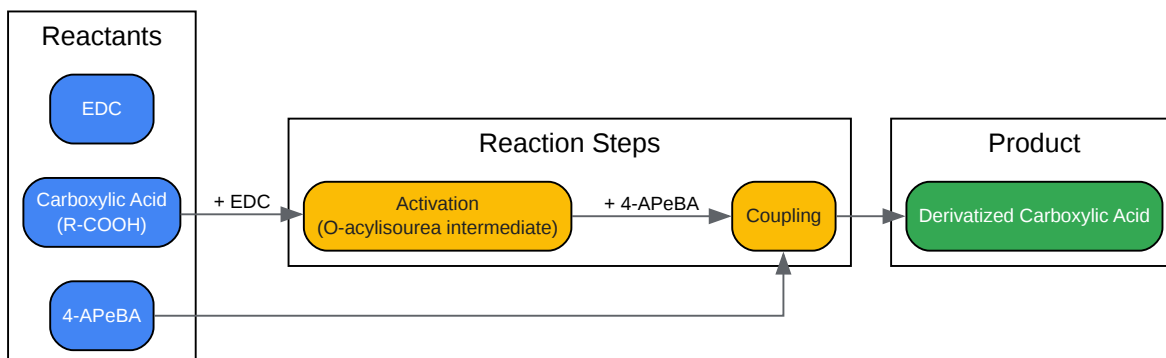 Reactants
EDC
Carboxylic Acid
(R-COOH)
4-APeBA
+ EDC
Reaction Steps
Activation
(O-acylisourea intermediate)
+ 4-APeBA
Coupling
Product
Derivatized Carboxylic Acid